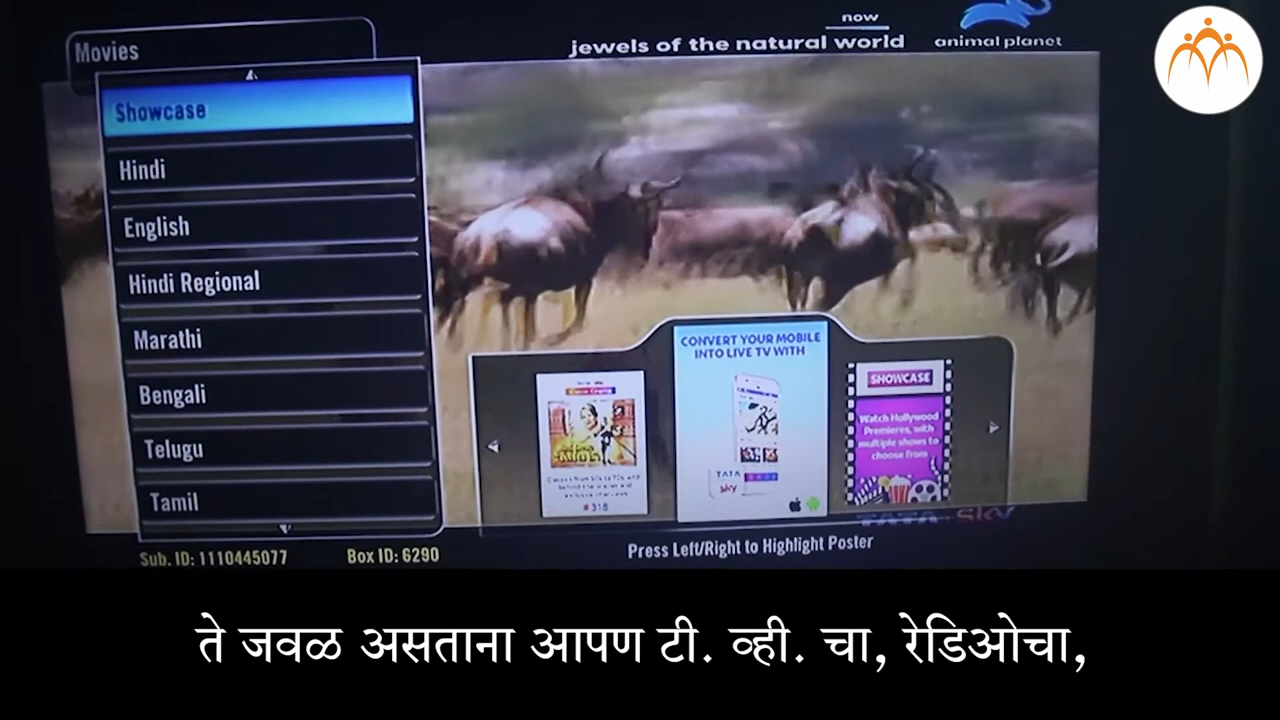 Movies
now
jewels of the natural world
animal planet
Showcase
Hindi
English
Hindi Regional
Marathi
Bengali
Telugu
Tamil
CONVERT YOUR MOBILE
INTO LIVE TV WITH
TATA
sky
#318
SHOWCASE
Watch Hollywood
Premieres, with
multiple shows to
choose from
TATA SKY
Sub. ID: 1110445077
Box ID: 6290
Press Left/Right to Highlight Poster
ते जवळ असताना आपण टी. व्ही. चा, रेडिओचा,